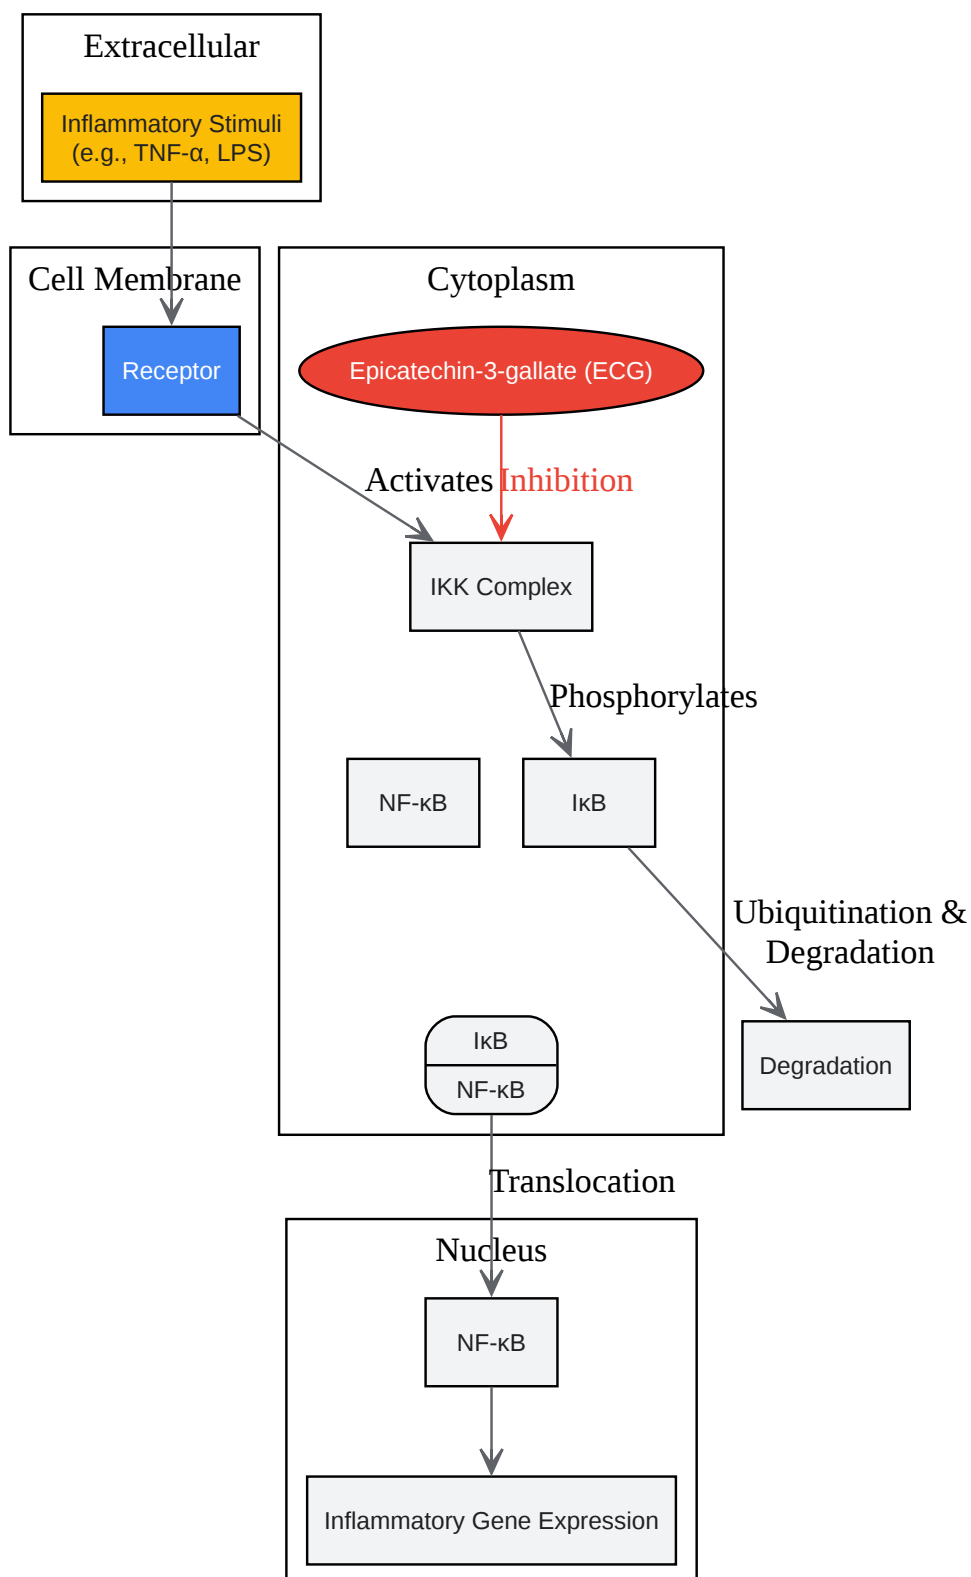 Extracellular
Inflammatory Stimuli
(e.g., TNF-α, LPS)
Cell Membrane
Receptor
Cytoplasm
Epicatechin-3-gallate (ECG)
Activates
Inhibition
IKK Complex
Phosphorylates
NF-κB
IκB
Ubiquitination &
Degradation
IκB
NF-κB
Degradation
Translocation
Nucleus
NF-κB
Inflammatory Gene Expression